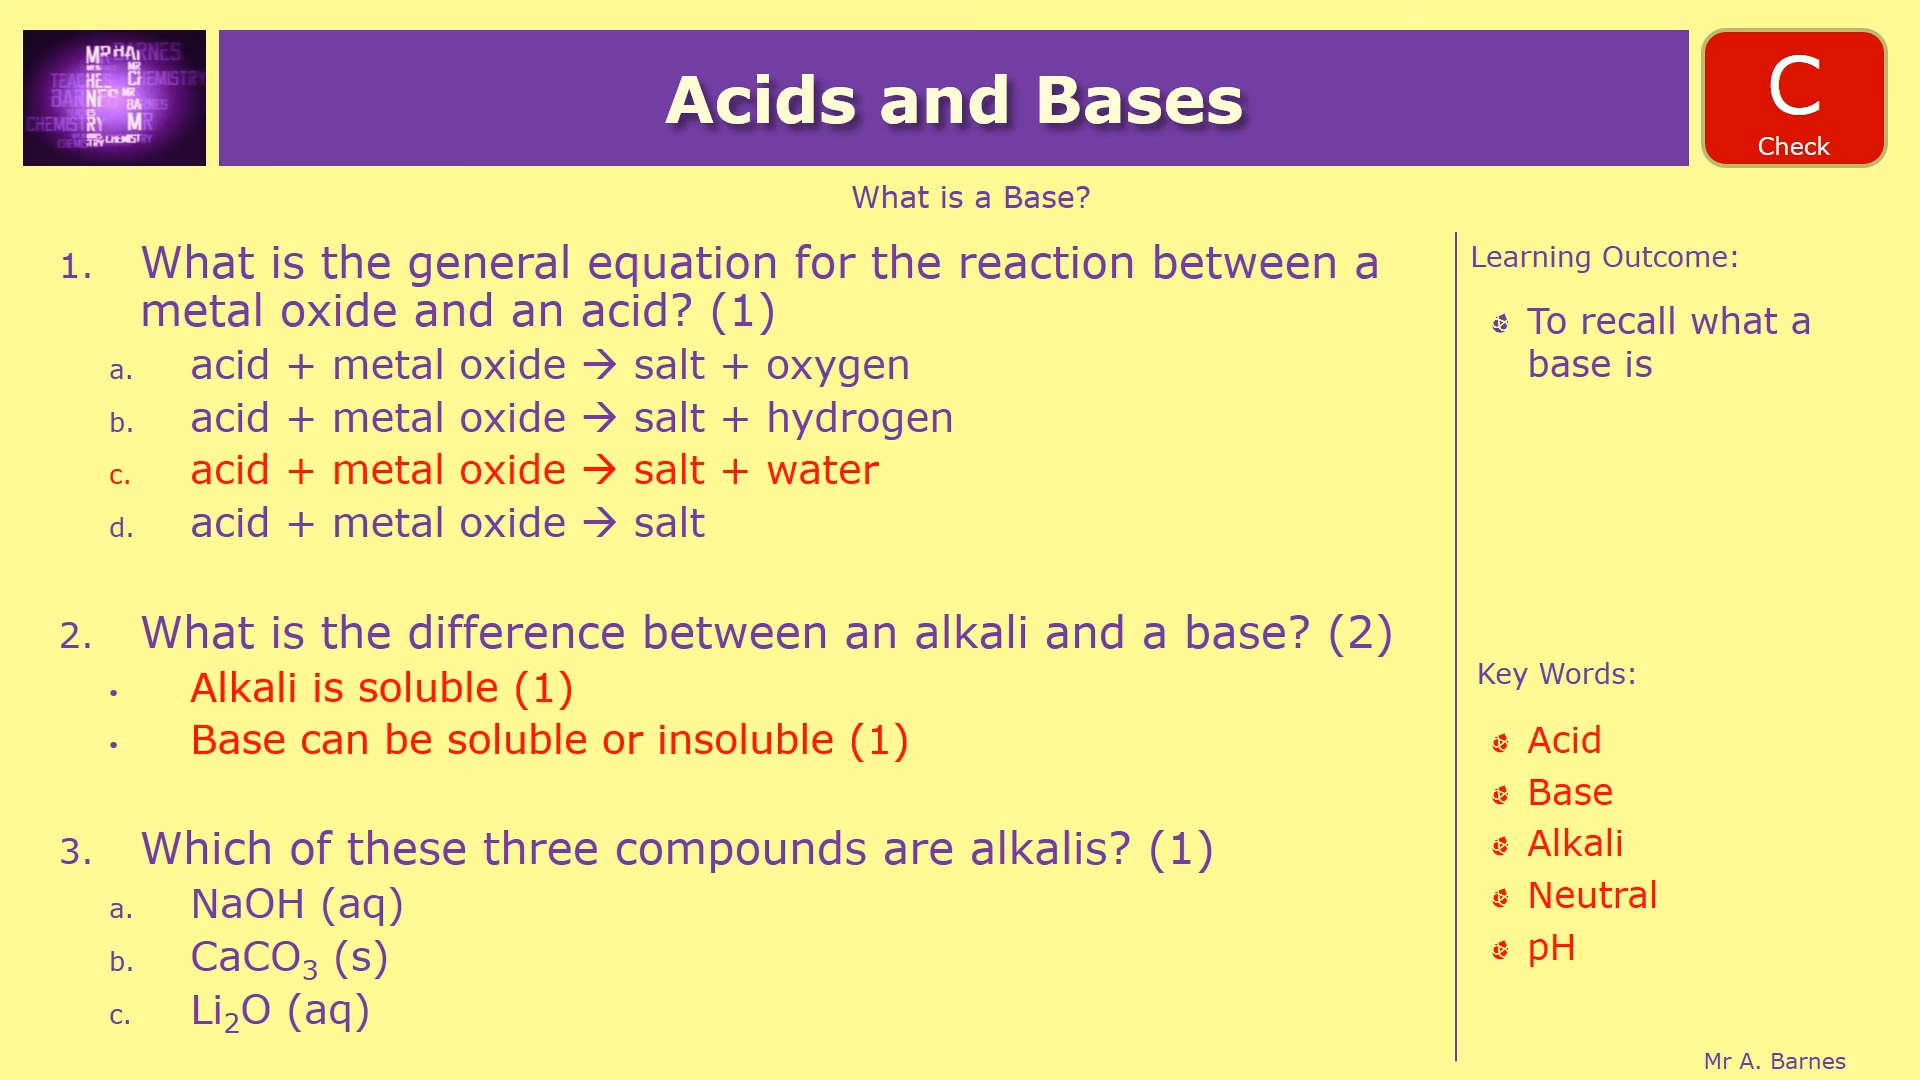 MR BARNES
TEACHES
CHEMISTRY
Acids and Bases
C
Check
What is a Base?
1. What is the general equation for the reaction between a
metal oxide and an acid? (1)
a. acid + metal oxide → salt + oxygen
b. acid + metal oxide → salt + hydrogen
c. acid + metal oxide → salt + water
d. acid + metal oxide → salt
2. What is the difference between an alkali and a base? (2)
• Alkali is soluble (1)
• Base can be soluble or insoluble (1)
3. Which of these three compounds are alkalis? (1)
a. NaOH (aq)
b. CaCO₃ (s)
c. Li₂O (aq)
Learning Outcome:
To recall what a
base is
Key Words:
Acid
Base
Alkali
Neutral
pH
Mr A. Barnes